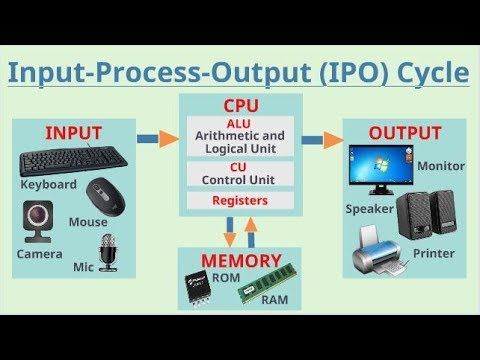 Input-Process-Output (IPO) Cycle
INPUT
Keyboard
Mouse
Camera
Mic
CPU
ALU
Arithmetic and
Logical Unit
CU
Control Unit
Registers
MEMORY
ROM
RAM
OUTPUT
Monitor
Speaker
Printer